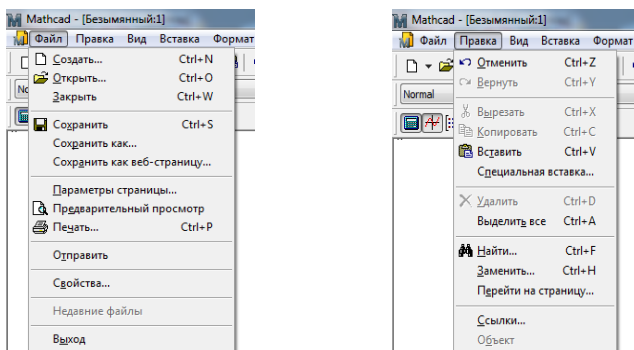 Mathcad - [Безымянный:1]
Файл Правка Вид Вставка Формат
Создать... Ctrl+N
Открыть... Ctrl+O
Закрыть Ctrl+W
Сохранить Ctrl+S
Сохранить как...
Сохранить как веб-страницу...
Параметры страницы...
Предварительный просмотр
Печать... Ctrl+P
Отправить
Свойства...
Недавние файлы
Выход
Mathcad - [Безымянный:1]
Файл Правка Вид Вставка Формат
Normal
Отменить Ctrl+Z
Вернуть Ctrl+Y
Вырезать Ctrl+X
Копировать Ctrl+C
Вставить Ctrl+V
Специальная вставка...
Удалить Ctrl+D
Выделить все Ctrl+A
Найти... Ctrl+F
Заменить... Ctrl+H
Перейти на страницу...
Ссылки...
Объект